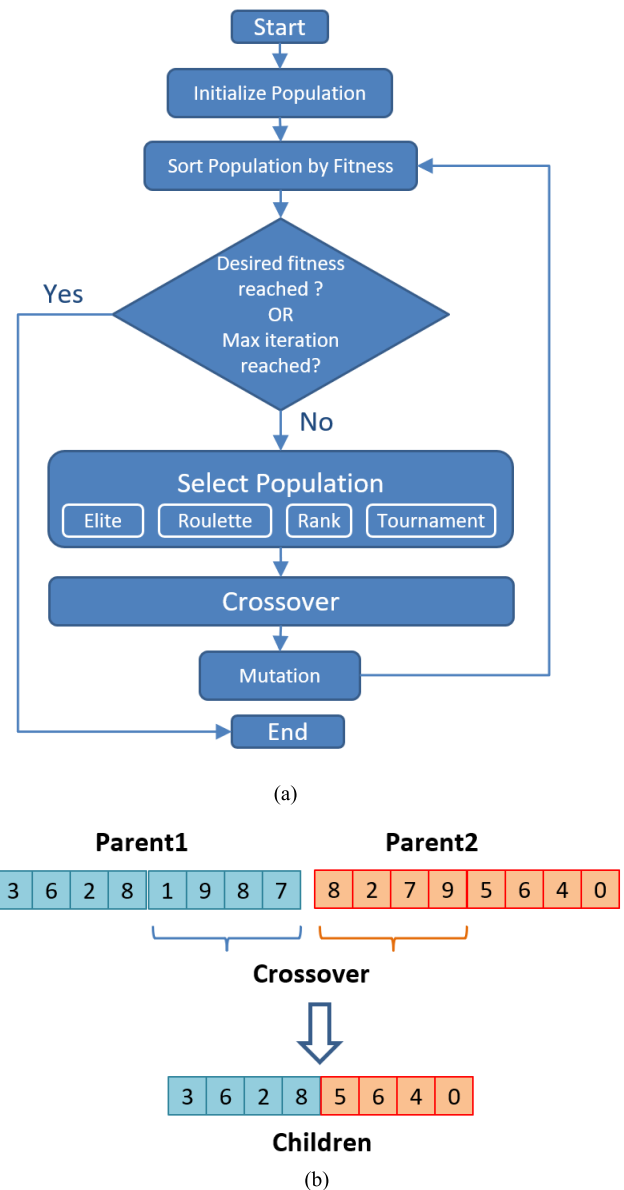 Start
Initialize Population
Sort Population by Fitness
Desired fitness
reached ?
OR
Max iteration
reached?
Yes
No
Select Population
Elite Roulette Rank Tournament
Crossover
Mutation
End
(a)
Parent1 Parent2
3 6 2 8 1 9 8 7 8 2 7 9 5 6 4 0
Crossover
3 6 2 8 5 6 4 0
Children
(b)